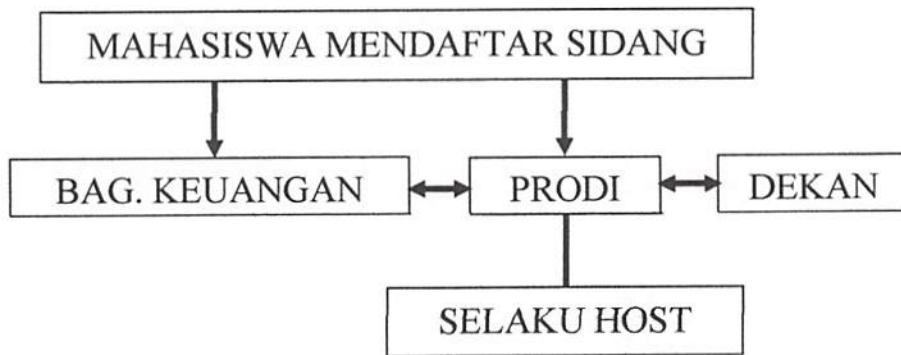 MAHASISWA MENDAFTAR SIDANG
BAG. KEUANGAN
PRODI
DEKAN
SELAKU HOST